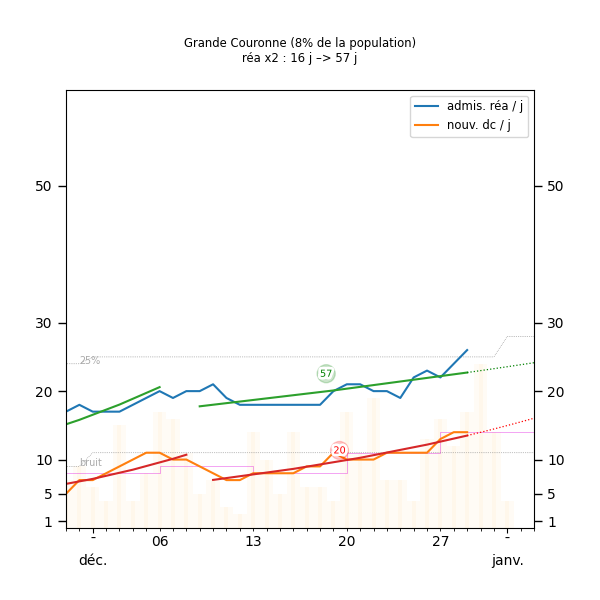 Grande Couronne (8% de la population)
réa x2 : 16 j –> 57 j
admis. réa / j
nouv. dc / j
50 50
30 30
25%
57
20 20
20
10 10
bruit
5 5
1 1
- 06 13 20 27 -
déc. janv.